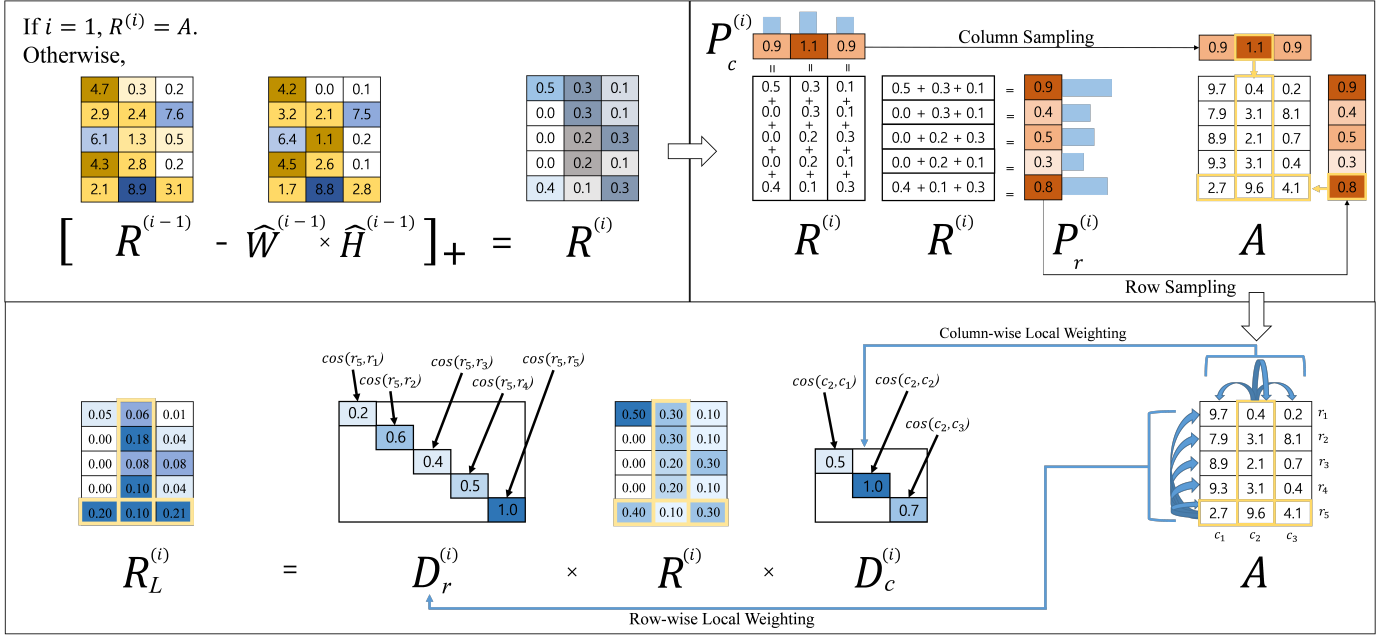 If i = 1, R^(i) = A.
Otherwise,
4.7 0.3 0.2
2.9 2.4 7.6
6.1 1.3 0.5
4.3 2.8 0.2
2.1 8.9 3.1
4.2 0.0 0.1
3.2 2.1 7.5
6.4 1.1 0.2
4.5 2.6 0.1
1.7 8.8 2.8
0.5 0.3 0.1
0.0 0.3 0.1
0.0 0.2 0.3
0.0 0.2 0.1
0.4 0.1 0.3
[ R^(i−1) - Ŵ^(i−1) × Ĥ^(i−1) ]+ = R^(i)
P_c^(i)
0.9 1.1 0.9
= = =
0.5 0.3 0.1
+ + +
0.0 0.3 0.1
+ + +
0.0 0.2 0.3
+ + +
0.0 0.2 0.1
+ + +
0.4 0.1 0.3
R^(i)
0.5 + 0.3 + 0.1 = 0.9
0.0 + 0.3 + 0.1 = 0.4
0.0 + 0.2 + 0.3 = 0.5
0.0 + 0.2 + 0.1 = 0.3
0.4 + 0.1 + 0.3 = 0.8
R^(i) P_r^(i)
Column Sampling
0.9 1.1 0.9
9.7 0.4 0.2 0.9
7.9 3.1 8.1 0.4
8.9 2.1 0.7 0.5
9.3 3.1 0.4 0.3
2.7 9.6 4.1 0.8
A
Row Sampling
0.05 0.06 0.01
0.00 0.18 0.04
0.00 0.08 0.08
0.00 0.10 0.04
0.20 0.10 0.21
R_L^(i)
=
cos(r5,r1)
cos(r5,r2)
cos(r5,r3)
cos(r5,r4)
cos(r5,r5)
0.2
0.6
0.4
0.5
1.0
D_r^(i)
×
0.50 0.30 0.10
0.00 0.30 0.10
0.00 0.20 0.30
0.00 0.20 0.10
0.40 0.10 0.30
R^(i)
×
cos(c2,c1)
cos(c2,c2)
cos(c2,c3)
0.5
1.0
0.7
D_c^(i)
Column-wise Local Weighting
9.7 0.4 0.2 r1
7.9 3.1 8.1 r2
8.9 2.1 0.7 r3
9.3 3.1 0.4 r4
2.7 9.6 4.1 r5
c1 c2 c3
A
Row-wise Local Weighting